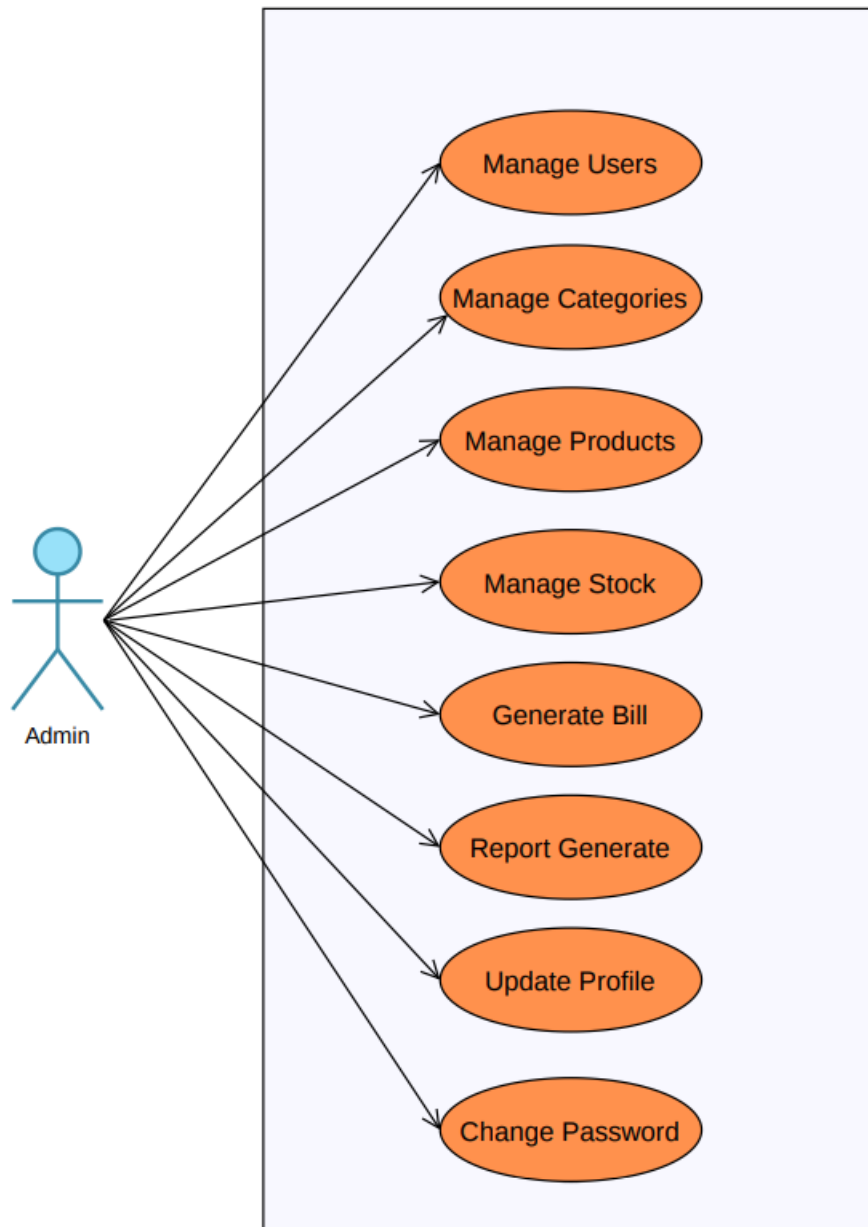 Manage Users
Manage Categories
Manage Products
Manage Stock
Admin
Generate Bill
Report Generate
Update Profile
Change Password